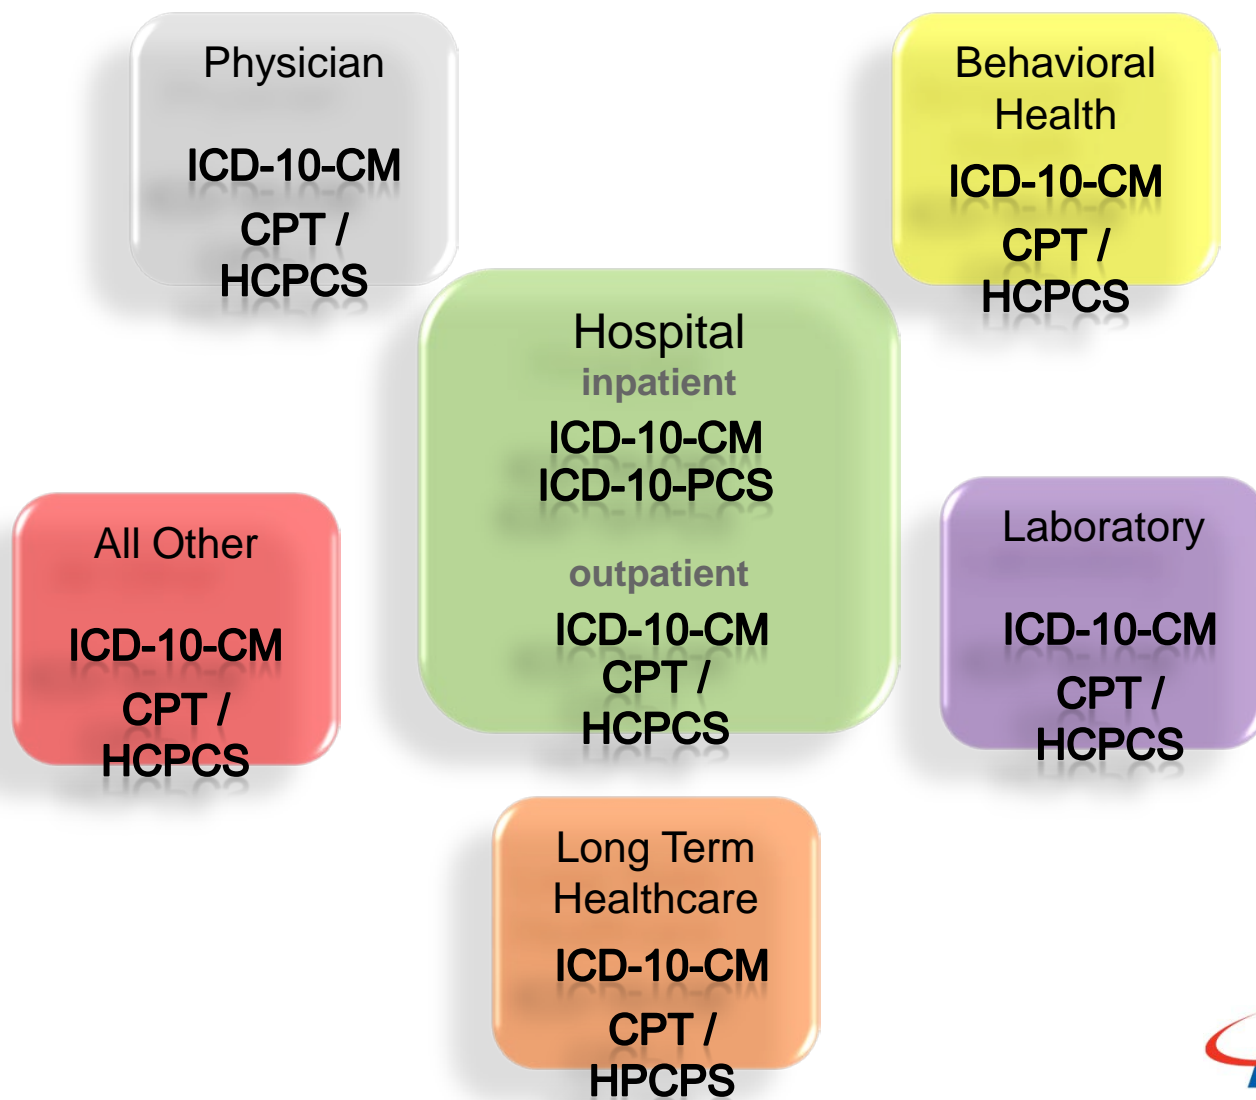 Physician
ICD-10-CM
CPT /
HCPCS
Behavioral
Health
ICD-10-CM
CPT /
HCPCS
Hospital
inpatient
ICD-10-CM
ICD-10-PCS
outpatient
ICD-10-CM
CPT /
HCPCS
All Other
ICD-10-CM
CPT /
HCPCS
Laboratory
ICD-10-CM
CPT /
HCPCS
Long Term
Healthcare
ICD-10-CM
CPT /
HPCPS